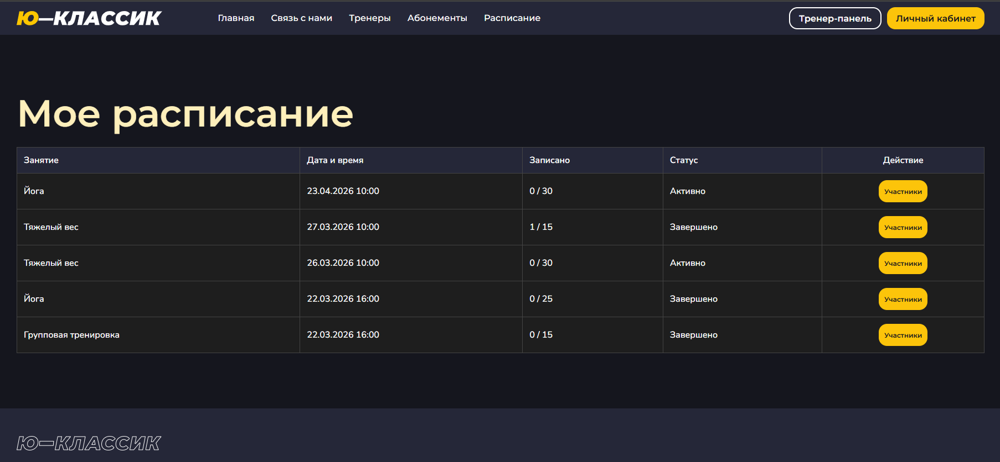 Ю—КЛАССИК Главная Связь с нами Тренеры Абонементы Расписание Тренер-панель Личный кабинет
Мое расписание
Занятие Дата и время Записано Статус Действие
Йога 23.04.2026 10:00 0 / 30 Активно Участники
Тяжелый вес 27.03.2026 10:00 1 / 15 Завершено Участники
Тяжелый вес 26.03.2026 10:00 0 / 30 Активно Участники
Йога 22.03.2026 16:00 0 / 25 Завершено Участники
Групповая тренировка 22.03.2026 16:00 0 / 15 Завершено Участники
Ю—КЛАССИК